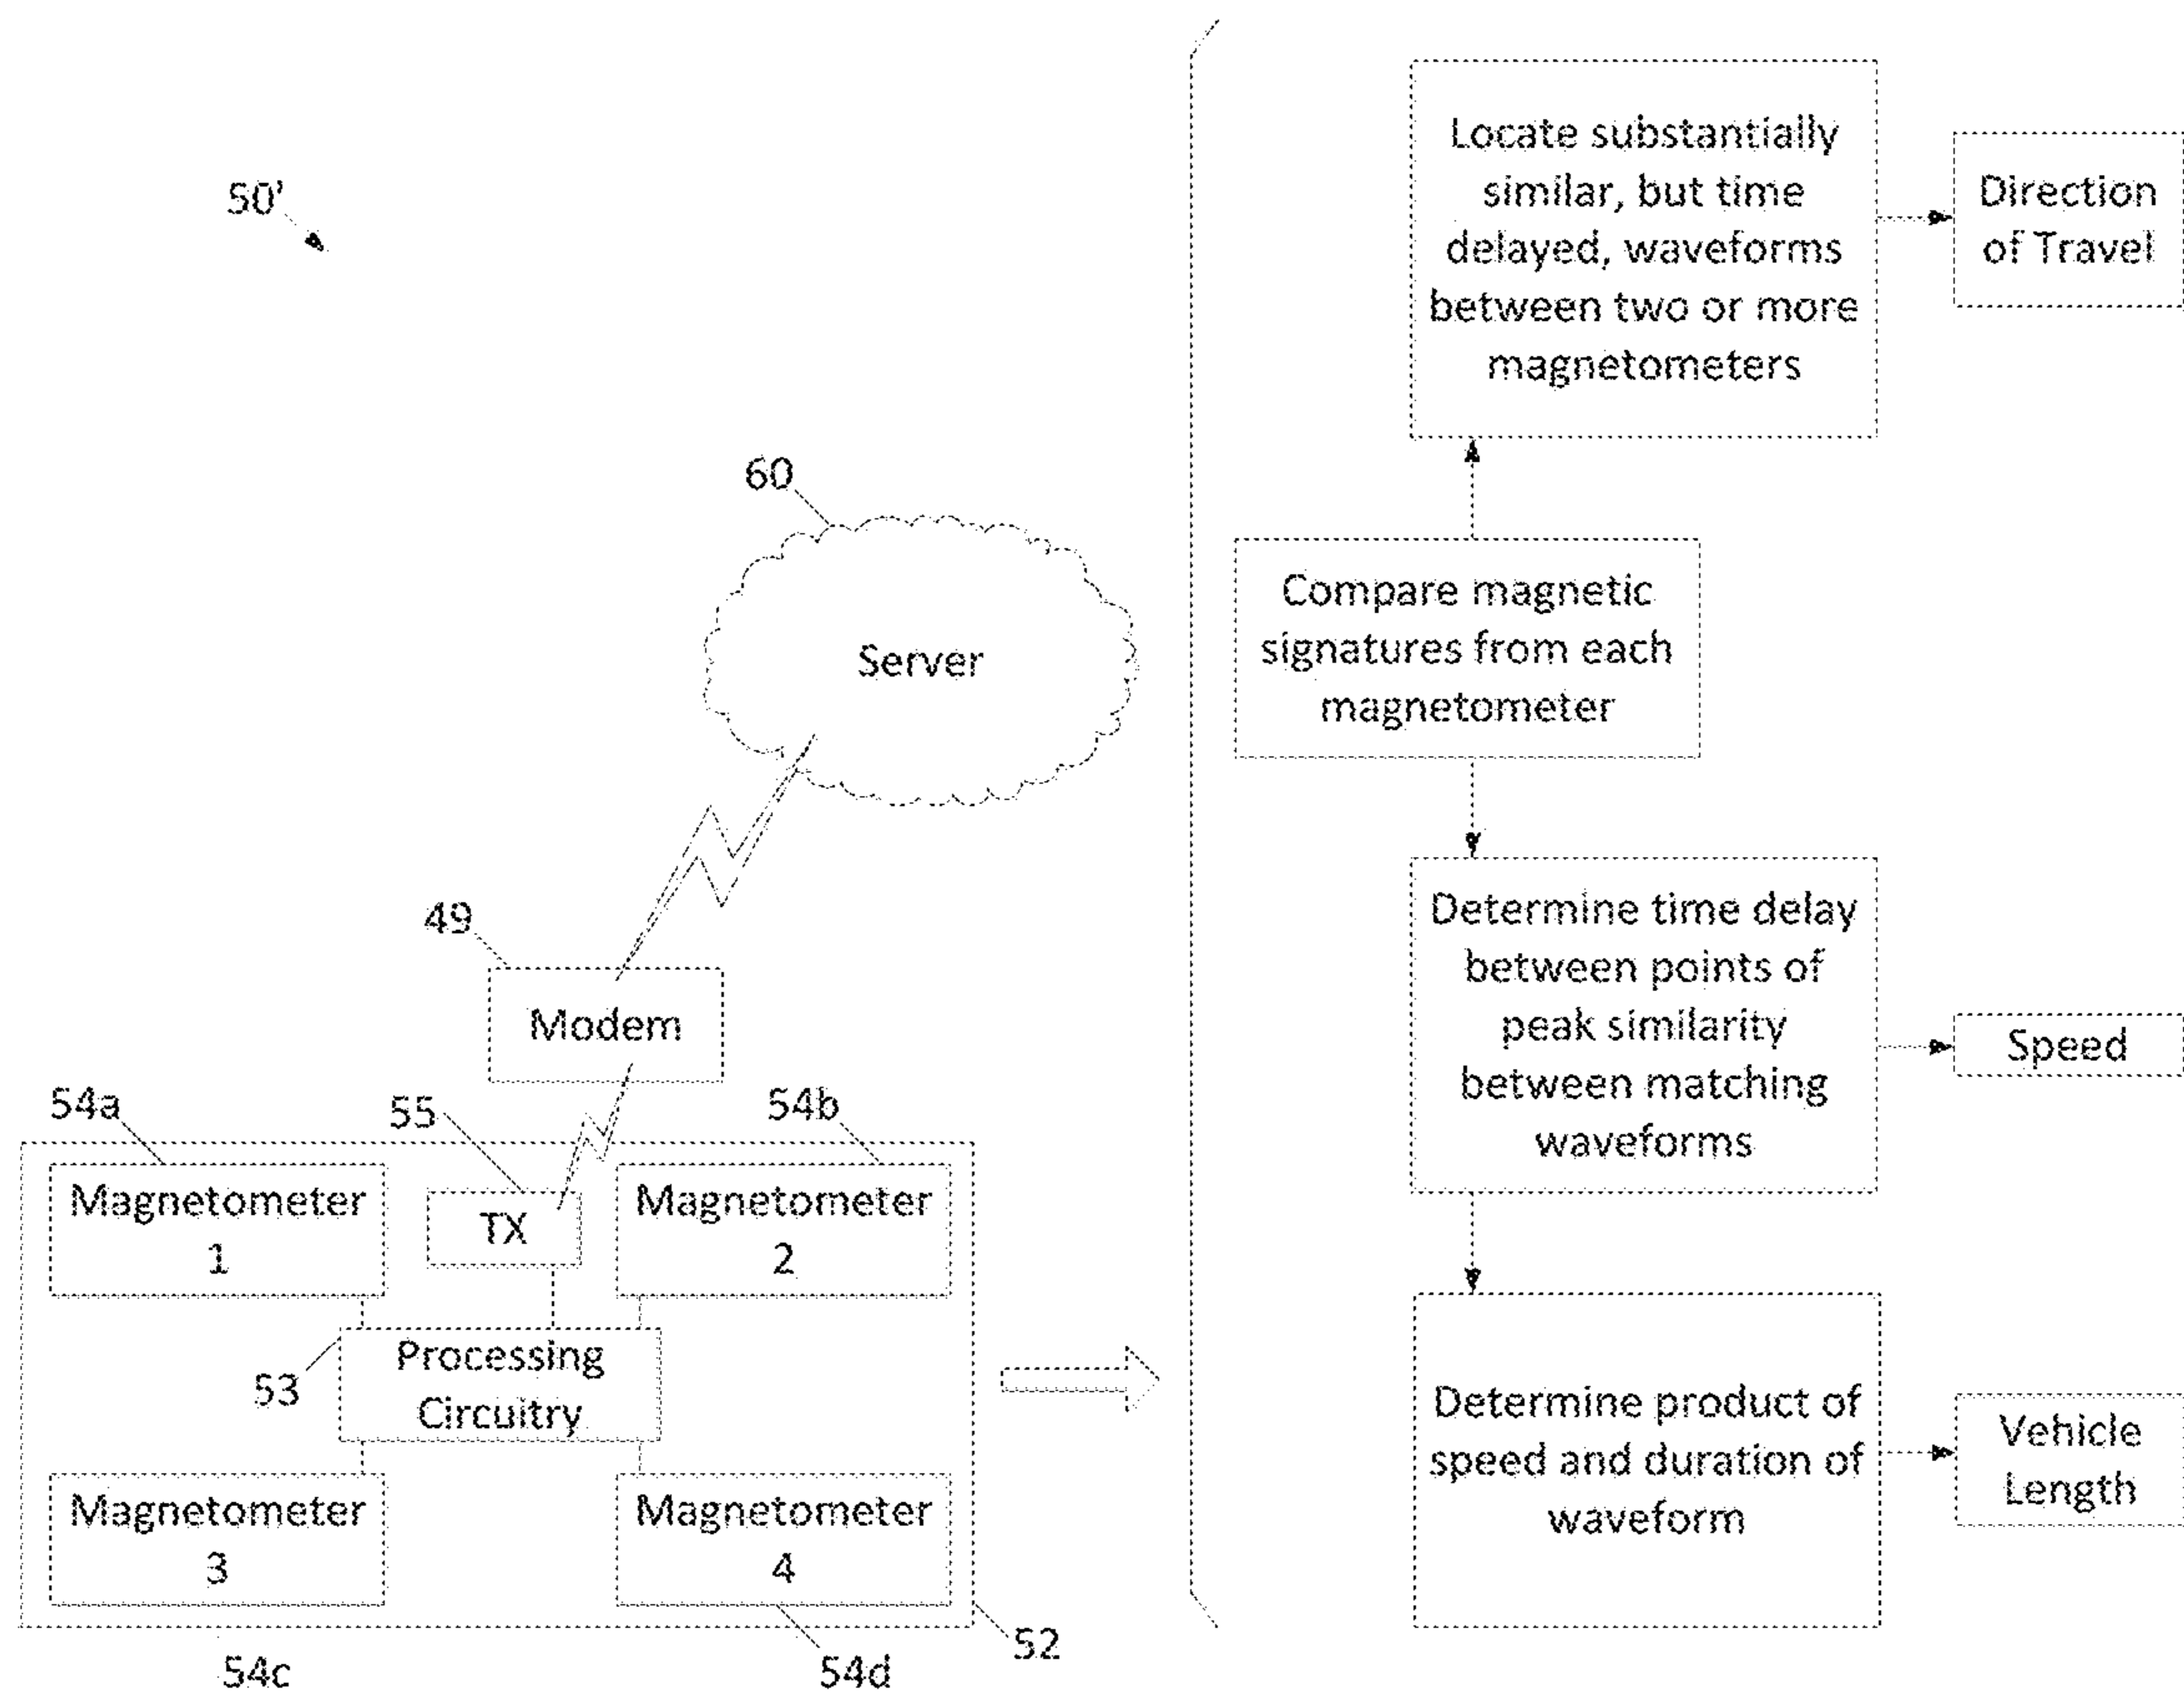 50'
60
Server
49
Modem
54a
55
54b
Magnetometer
1
TX
Magnetometer
2
53
Processing
Circuitry
Magnetometer
3
Magnetometer
4
52
54c
54d
Locate substantially
similar, but time
delayed, waveforms
between two or more
magnetometers
Direction
of Travel
Compare magnetic
signatures from each
magnetometer
Determine time delay
between points of
peak similarity
between matching
waveforms
Speed
Determine product of
speed and duration of
waveform
Vehicle
Length